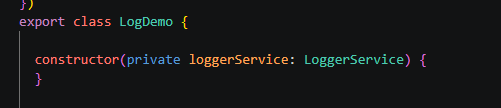 })
export class LogDemo {
constructor(private loggerService: LoggerService) {
}